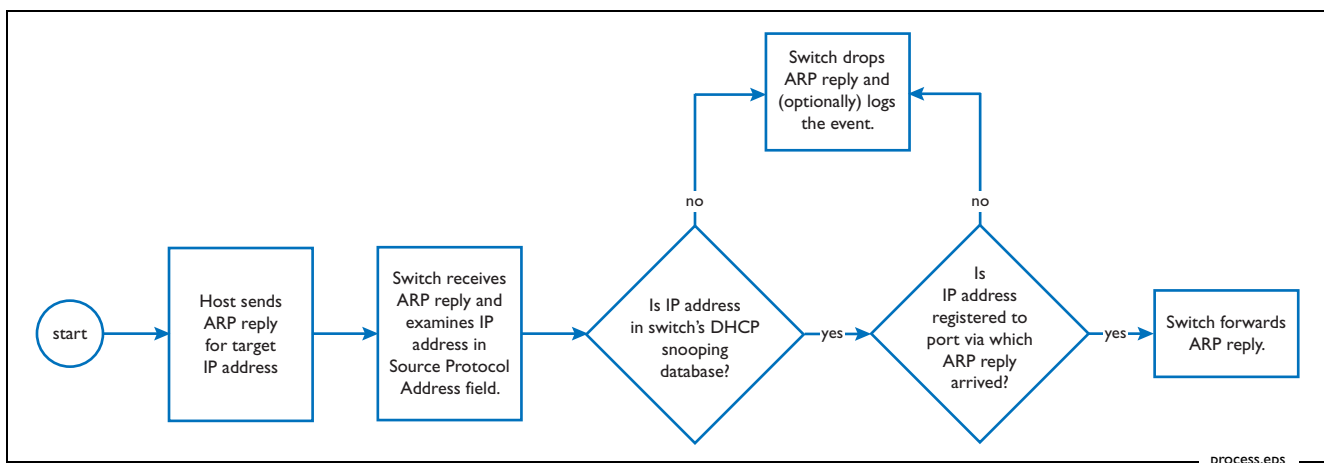 Switch drops
ARP reply and
(optionally) logs
the event.
no
no
start
Host sends
ARP reply
for target
IP address
Switch receives
ARP reply and
examines IP
address in
Source Protocol
Address field.
Is IP address
in switch's DHCP
snooping
database?
yes
Is
IP address
registered to
port via which
ARP reply
arrived?
yes
Switch forwards
ARP reply.
process.eps